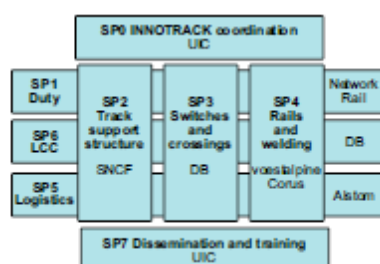 SP0 INNOTRACK coordination
UIC
SP1
Duty
SP2
Track
support
structure
SNCF
SP3
Switches
and
crossings
DB
SP4
Rails
and
welding
voestalpine
Corus
Network
Rail
SP6
LCC
DB
SP5
Logistics
Alstom
SP7 Dissemination and training
UIC